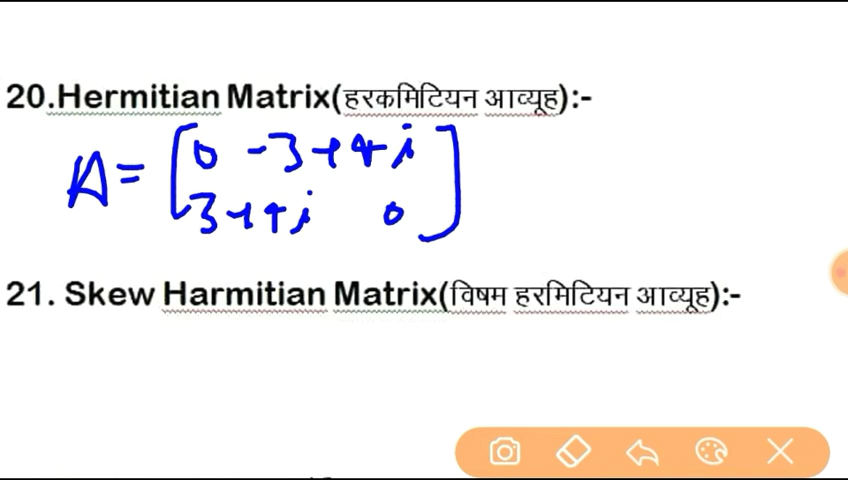 20.Hermitian Matrix(हरकमिटियन आव्यूह):-
A = [0 -3+4i
3+4i 0]
21. Skew Harmitian Matrix(विषम हरमिटियन आव्यूह):-